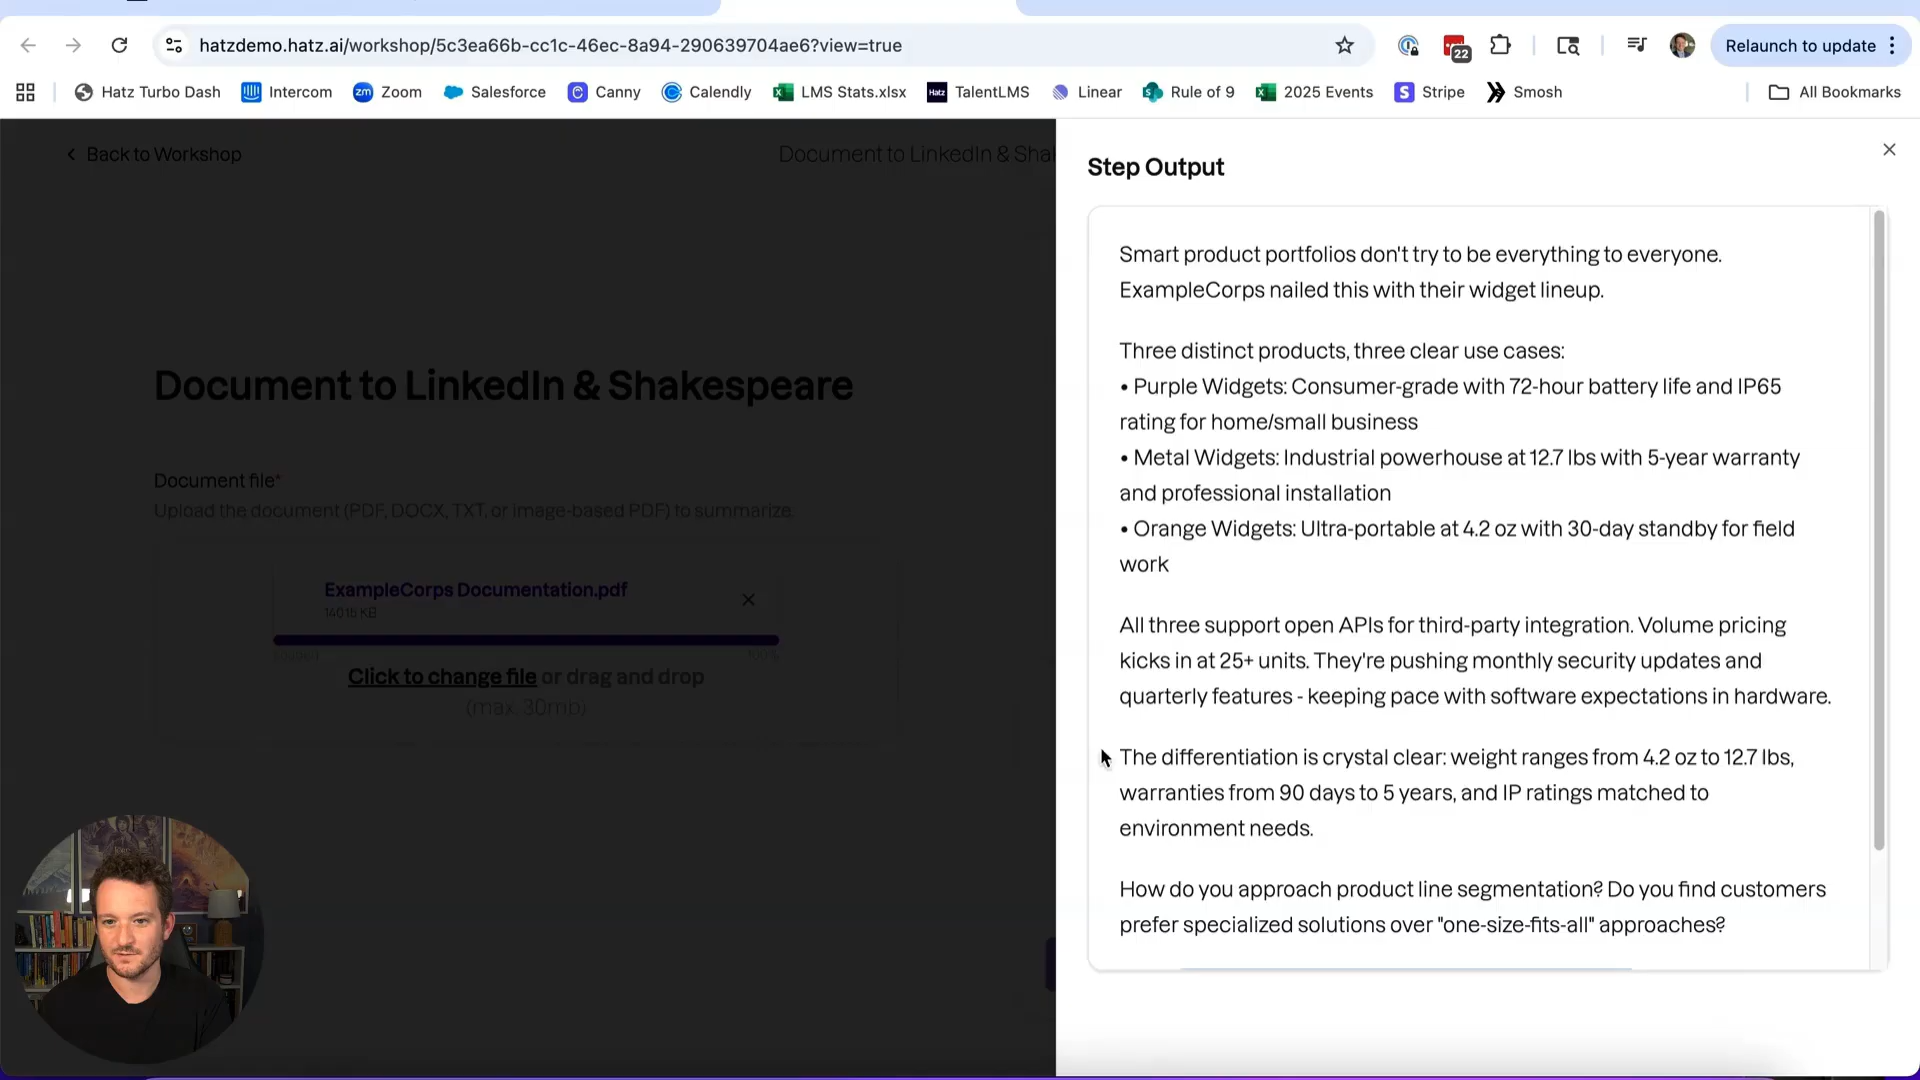 hatzdemo.hatz.ai/workshop/5c3ea66b-cc1c-46ec-8a94-290639704ae6?view=true
22
Relaunch to update
Hatz Turbo Dash
Intercom
zm Zoom
Salesforce
Canny
Calendly
LMS Stats.xlsx
Hatz TalentLMS
Linear
Rule of 9
2025 Events
S Stripe
Smosh
All Bookmarks
Back to Workshop
Document to LinkedIn & Sha
Document to LinkedIn & Shakespeare
Document file*
Upload the document (PDF, DOCX, TXT, or image-based PDF) to summarize.
ExampleCorps Documentation.pdf
140.15 KB
100%
Click to change file or drag and drop
(max. 30mb)
Step Output
Smart product portfolios don't try to be everything to everyone.
ExampleCorps nailed this with their widget lineup.
Three distinct products, three clear use cases:
• Purple Widgets: Consumer-grade with 72-hour battery life and IP65
rating for home/small business
• Metal Widgets: Industrial powerhouse at 12.7 lbs with 5-year warranty
and professional installation
• Orange Widgets: Ultra-portable at 4.2 oz with 30-day standby for field
work
All three support open APIs for third-party integration. Volume pricing
kicks in at 25+ units. They're pushing monthly security updates and
quarterly features - keeping pace with software expectations in hardware.
The differentiation is crystal clear: weight ranges from 4.2 oz to 12.7 lbs,
warranties from 90 days to 5 years, and IP ratings matched to
environment needs.
How do you approach product line segmentation? Do you find customers
prefer specialized solutions over "one-size-fits-all" approaches?